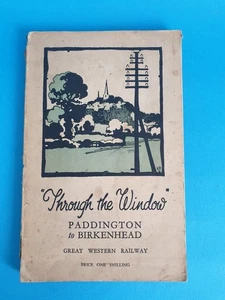 "Through the Window"
PADDINGTON
to BIRKENHEAD
GREAT WESTERN RAILWAY
PRICE ONE SHILLING